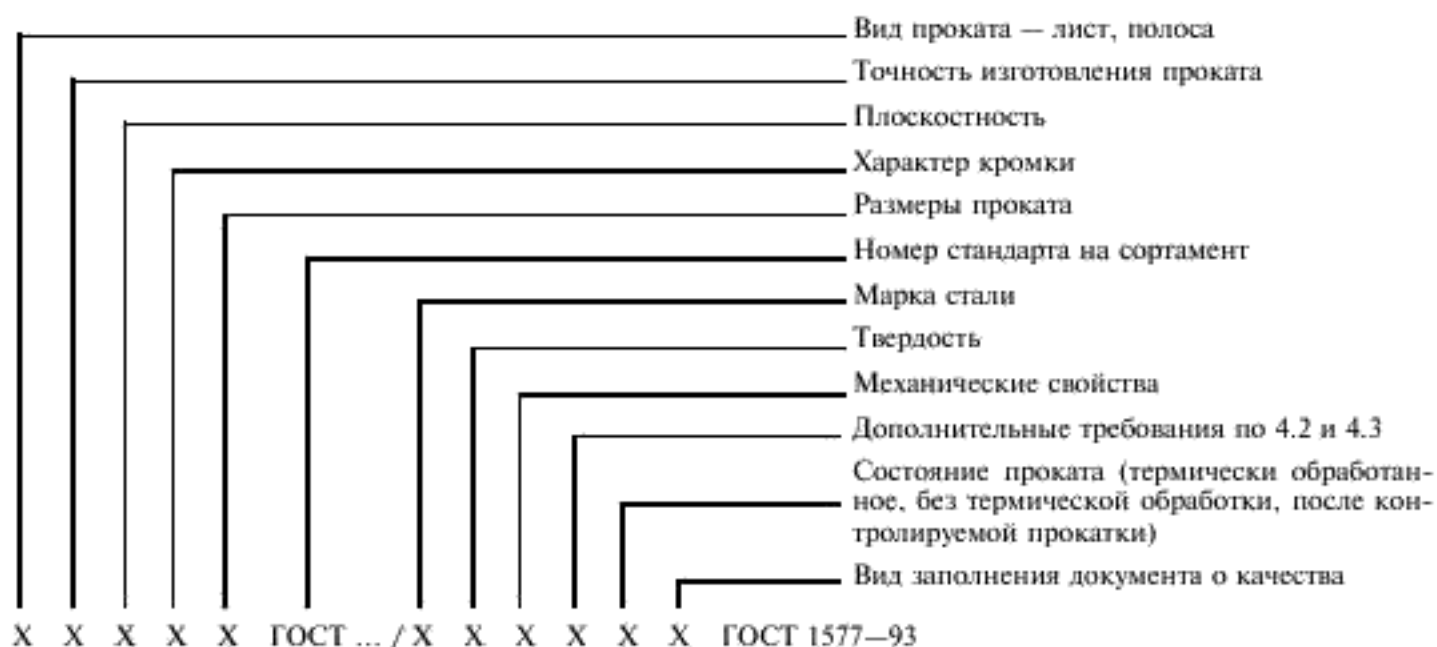 Вид проката — лист, полоса
Точность изготовления проката
Плоскостность
Характер кромки
Размеры проката
Номер стандарта на сортамент
Марка стали
Твердость
Механические свойства
Дополнительные требования по 4.2 и 4.3
Состояние проката (термически обработан-
ное, без термической обработки, после кон-
тролируемой прокатки)
Вид заполнения документа о качества
Х Х Х Х Х ГОСТ ... / Х Х Х Х Х Х ГОСТ 1577—93